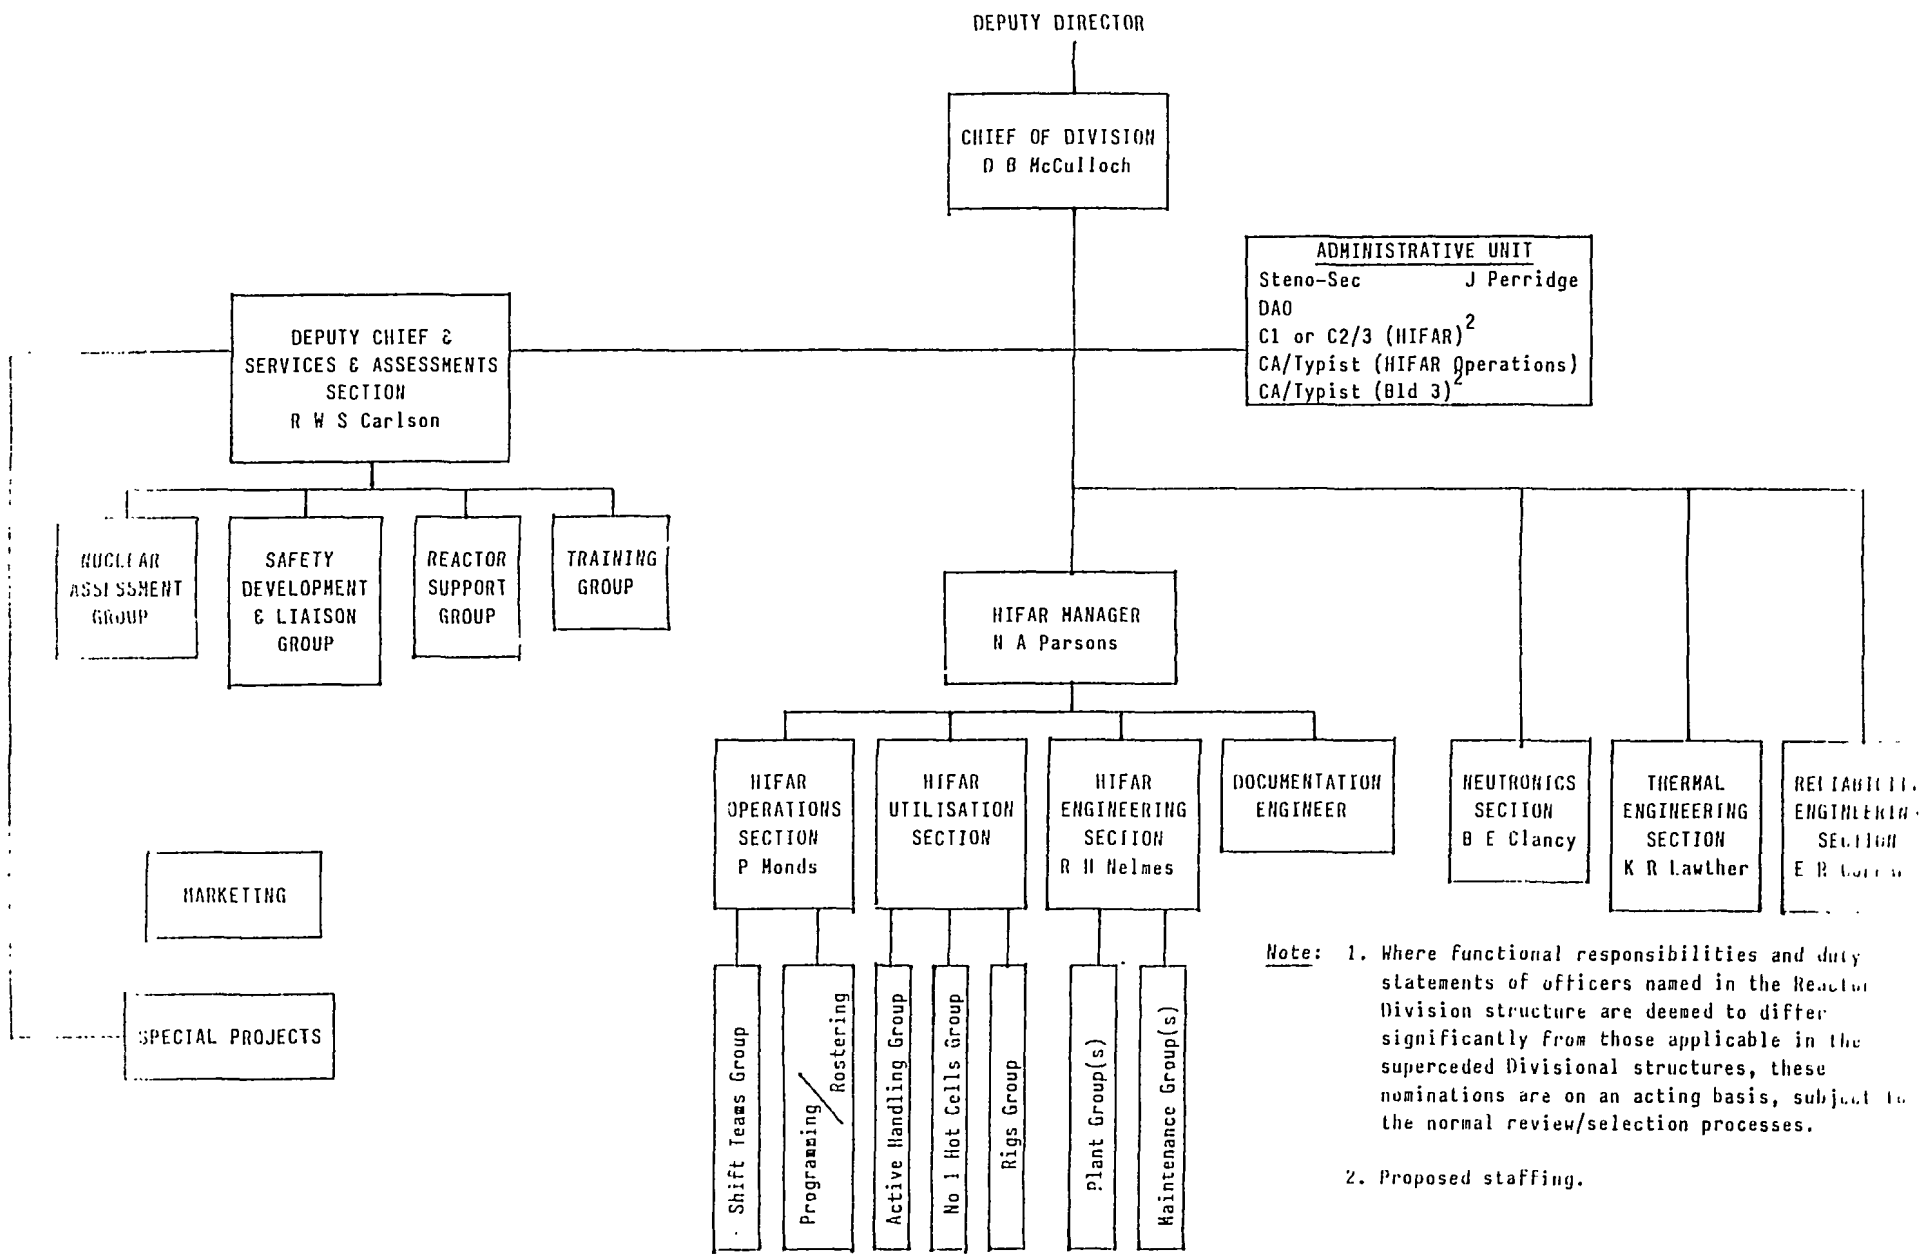 DEPUTY DIRECTOR
CHIEF OF DIVISION
D B McCulloch
ADMINISTRATIVE UNIT
Steno-Sec J Perridge
DAO
C1 or C2/3 (HIFAR)2
CA/Typist (HIFAR Operations)
CA/Typist (Bld 3)2
DEPUTY CHIEF &
SERVICES & ASSESSMENTS
SECTION
R W S Carlson
NUCLEAR
ASSESSMENT
GROUP
SAFETY
DEVELOPMENT
& LIAISON
GROUP
REACTOR
SUPPORT
GROUP
TRAINING
GROUP
HIFAR MANAGER
N A Parsons
HIFAR
OPERATIONS
SECTION
P Monds
HIFAR
UTILISATION
SECTION
HIFAR
ENGINEERING
SECTION
R H Nelmes
DOCUMENTATION
ENGINEER
NEUTRONICS
SECTION
B E Clancy
THERMAL
ENGINEERING
SECTION
K R Lawther
RELIABILITY
ENGINEERING
SECTION
E R
MARKETING
SPECIAL PROJECTS
Shift Teams Group
Programming / Rostering
Active Handling Group
No 1 Hot Cells Group
Rigs Group
Plant Group(s)
Maintenance Group(s)
Note: 1. Where functional responsibilities and duty
statements of officers named in the Reactor
Division structure are deemed to differ
significantly from those applicable in the
superceded Divisional structures, these
nominations are on an acting basis, subject to
the normal review/selection processes.
2. Proposed staffing.